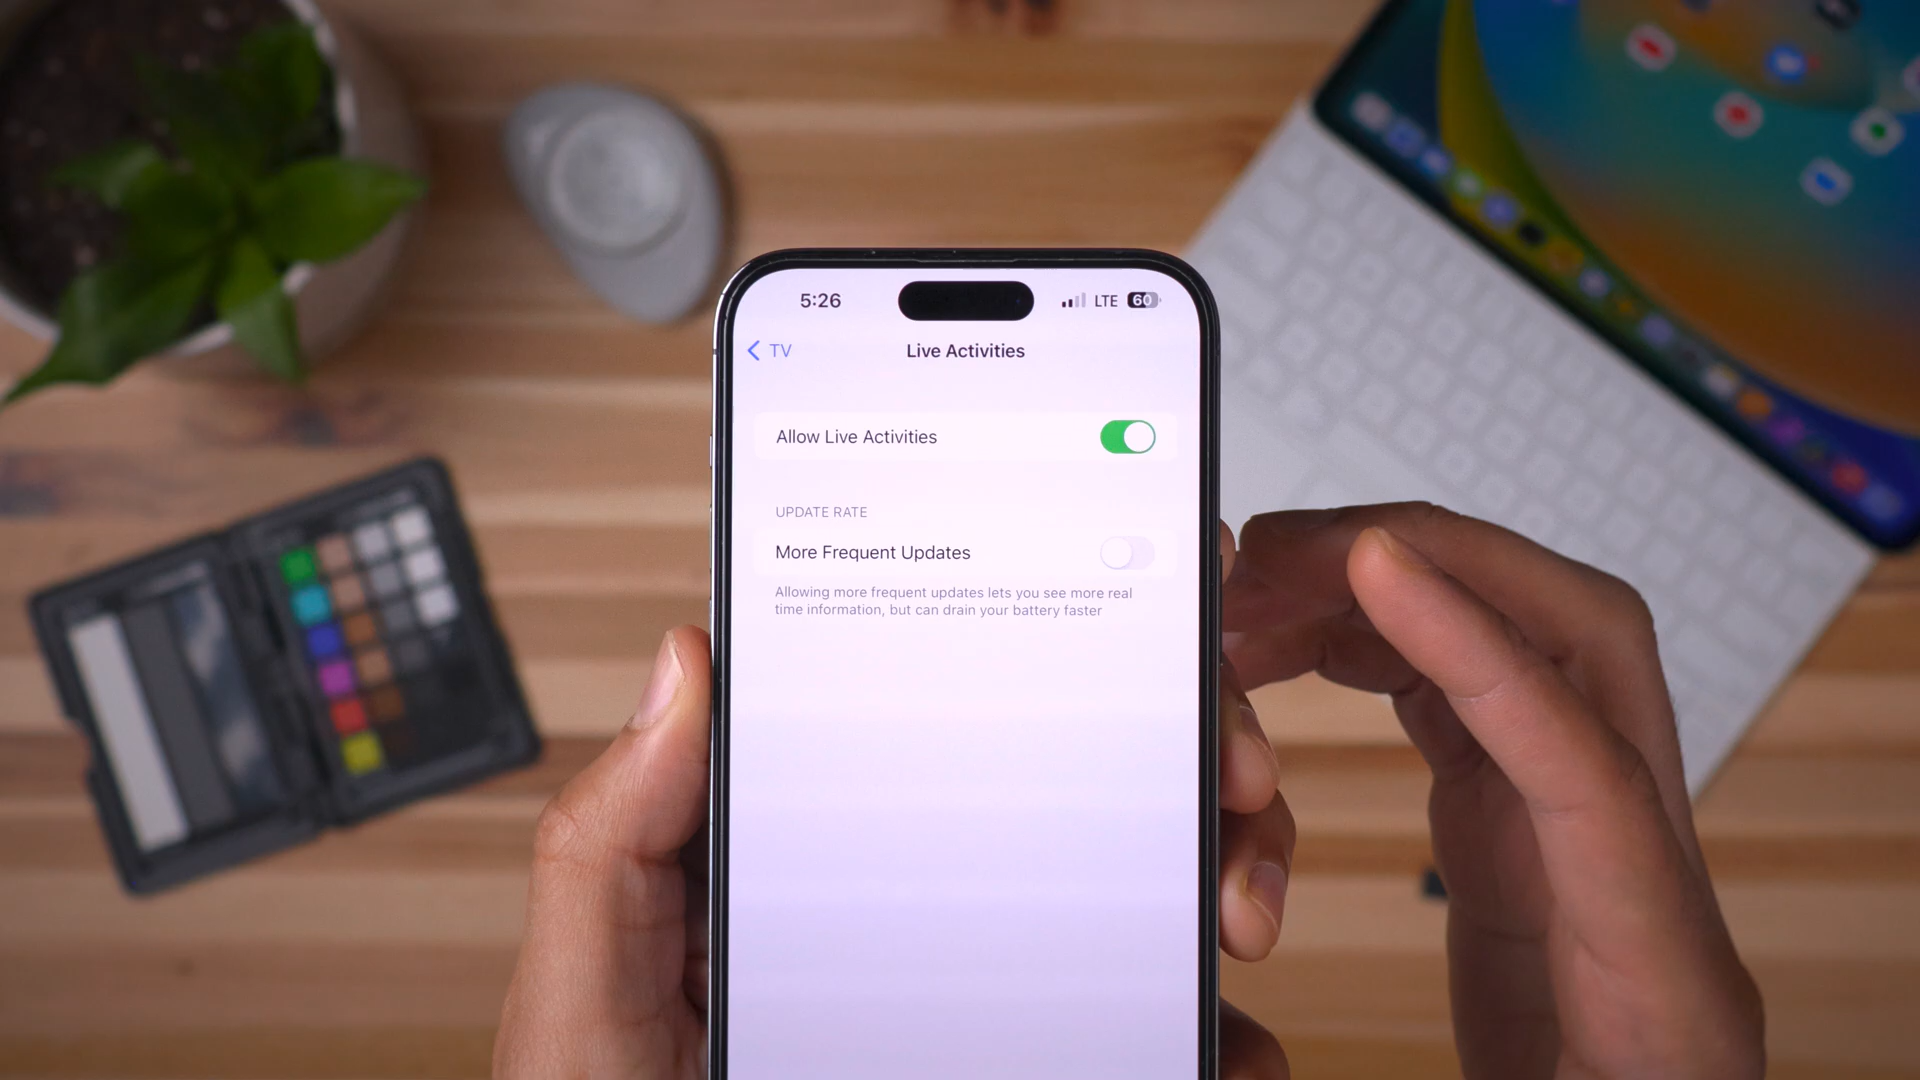 5:26 LTE 60
TV Live Activities
Allow Live Activities
UPDATE RATE
More Frequent Updates
Allowing more frequent updates lets you see more real
time information, but can drain your battery faster